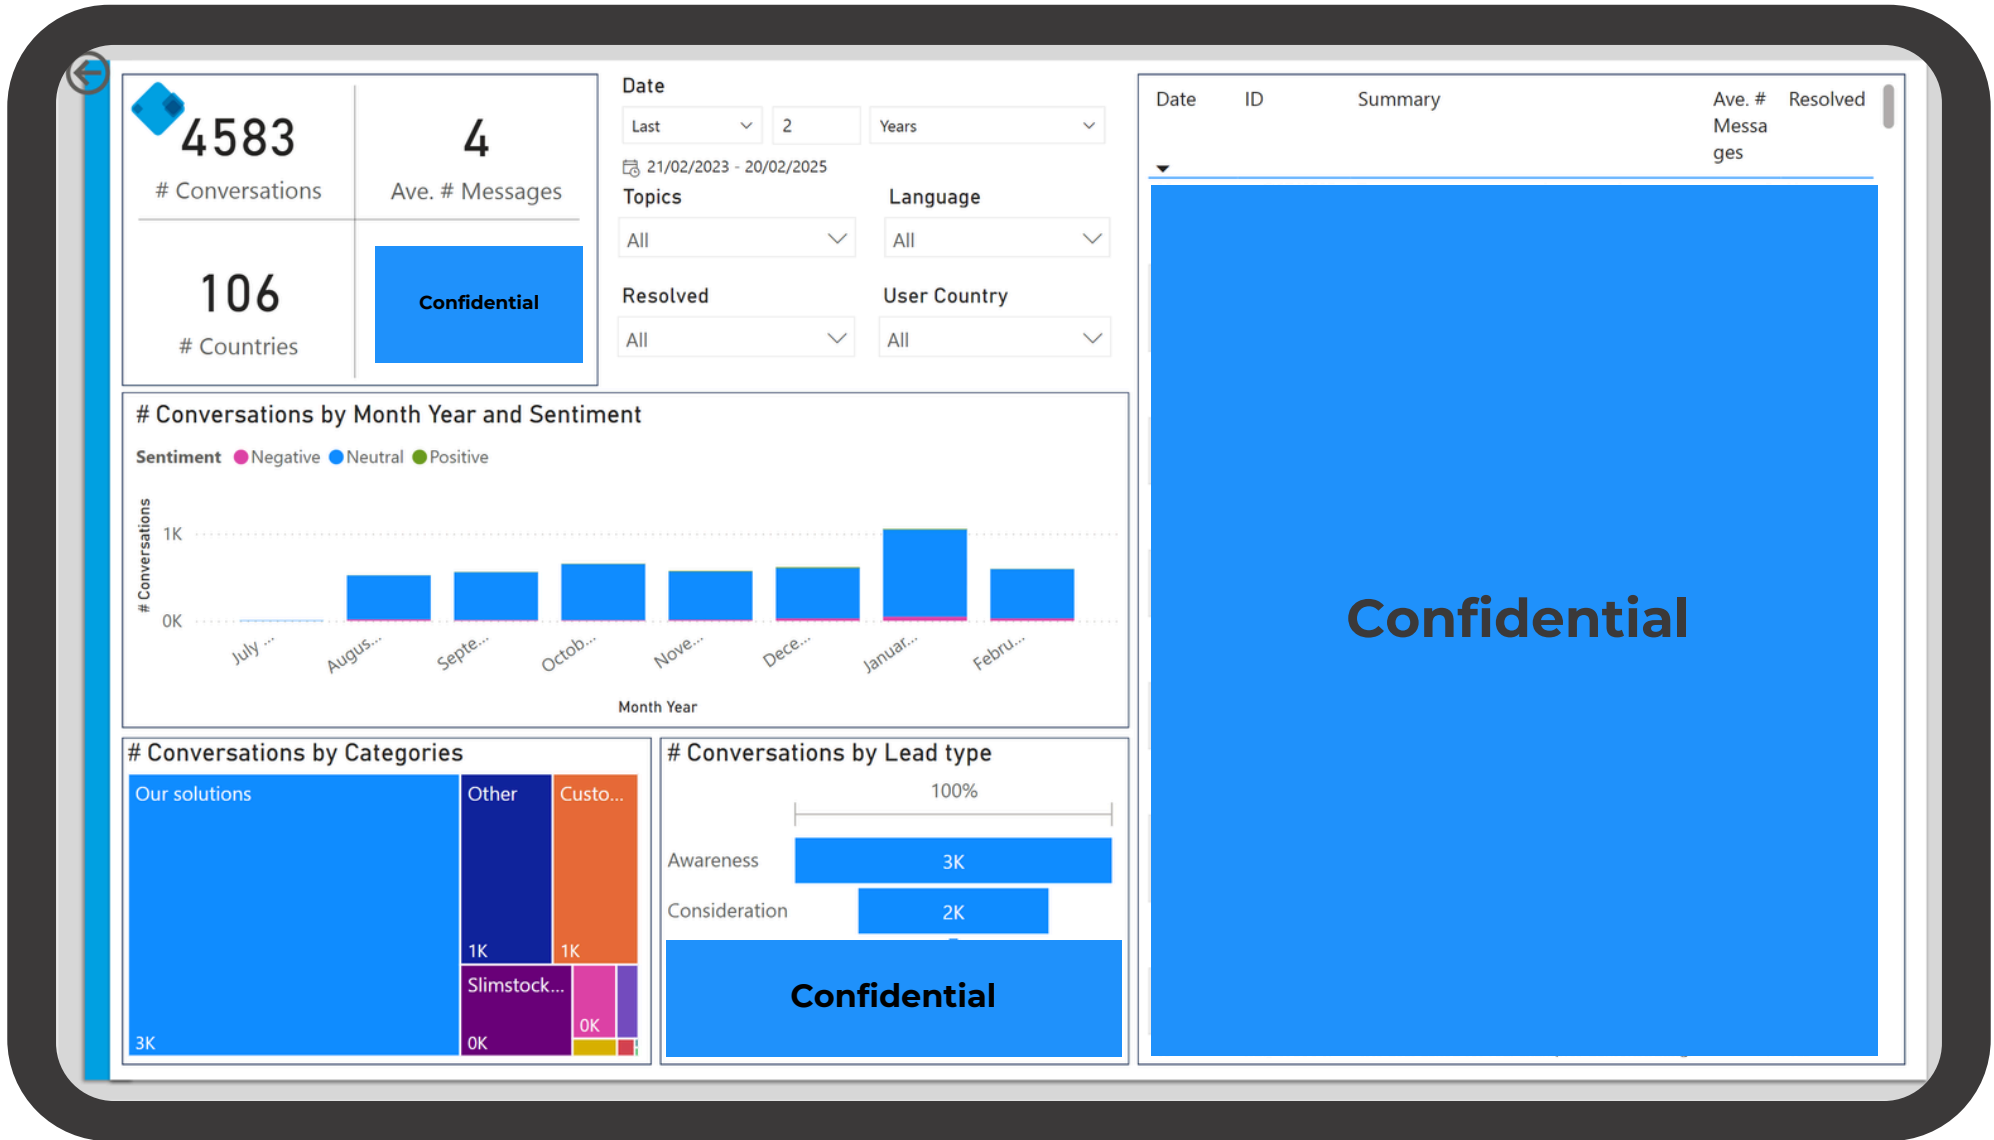 4583
# Conversations
4
Ave. # Messages
106
# Countries
Confidential
Date
Last
2
Years
21/02/2023 - 20/02/2025
Topics
Language
All
All
Resolved
User Country
All
All
Date
ID
Summary
Ave. #
Messa
ges
Resolved
Confidential
# Conversations by Month Year and Sentiment
Sentiment
Negative
Neutral
Positive
# Conversations
1K
0K
July ...
Augus...
Septe...
Octob...
Nove...
Dece...
Januar...
Febru...
Month Year
# Conversations by Categories
Our solutions
3K
Other
1K
Custo...
1K
Slimstock...
0K
0K
# Conversations by Lead type
100%
Awareness
3K
Consideration
2K
Confidential